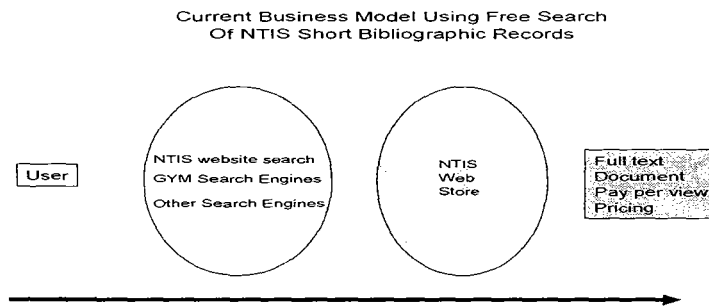 Current Business Model Using Free Search
Of NTIS Short Bibliographic Records
User
NTIS website search
GYM Search Engines
Other Search Engines
NTIS
Web
Store
Full text
Document
Pay per view
Pricing